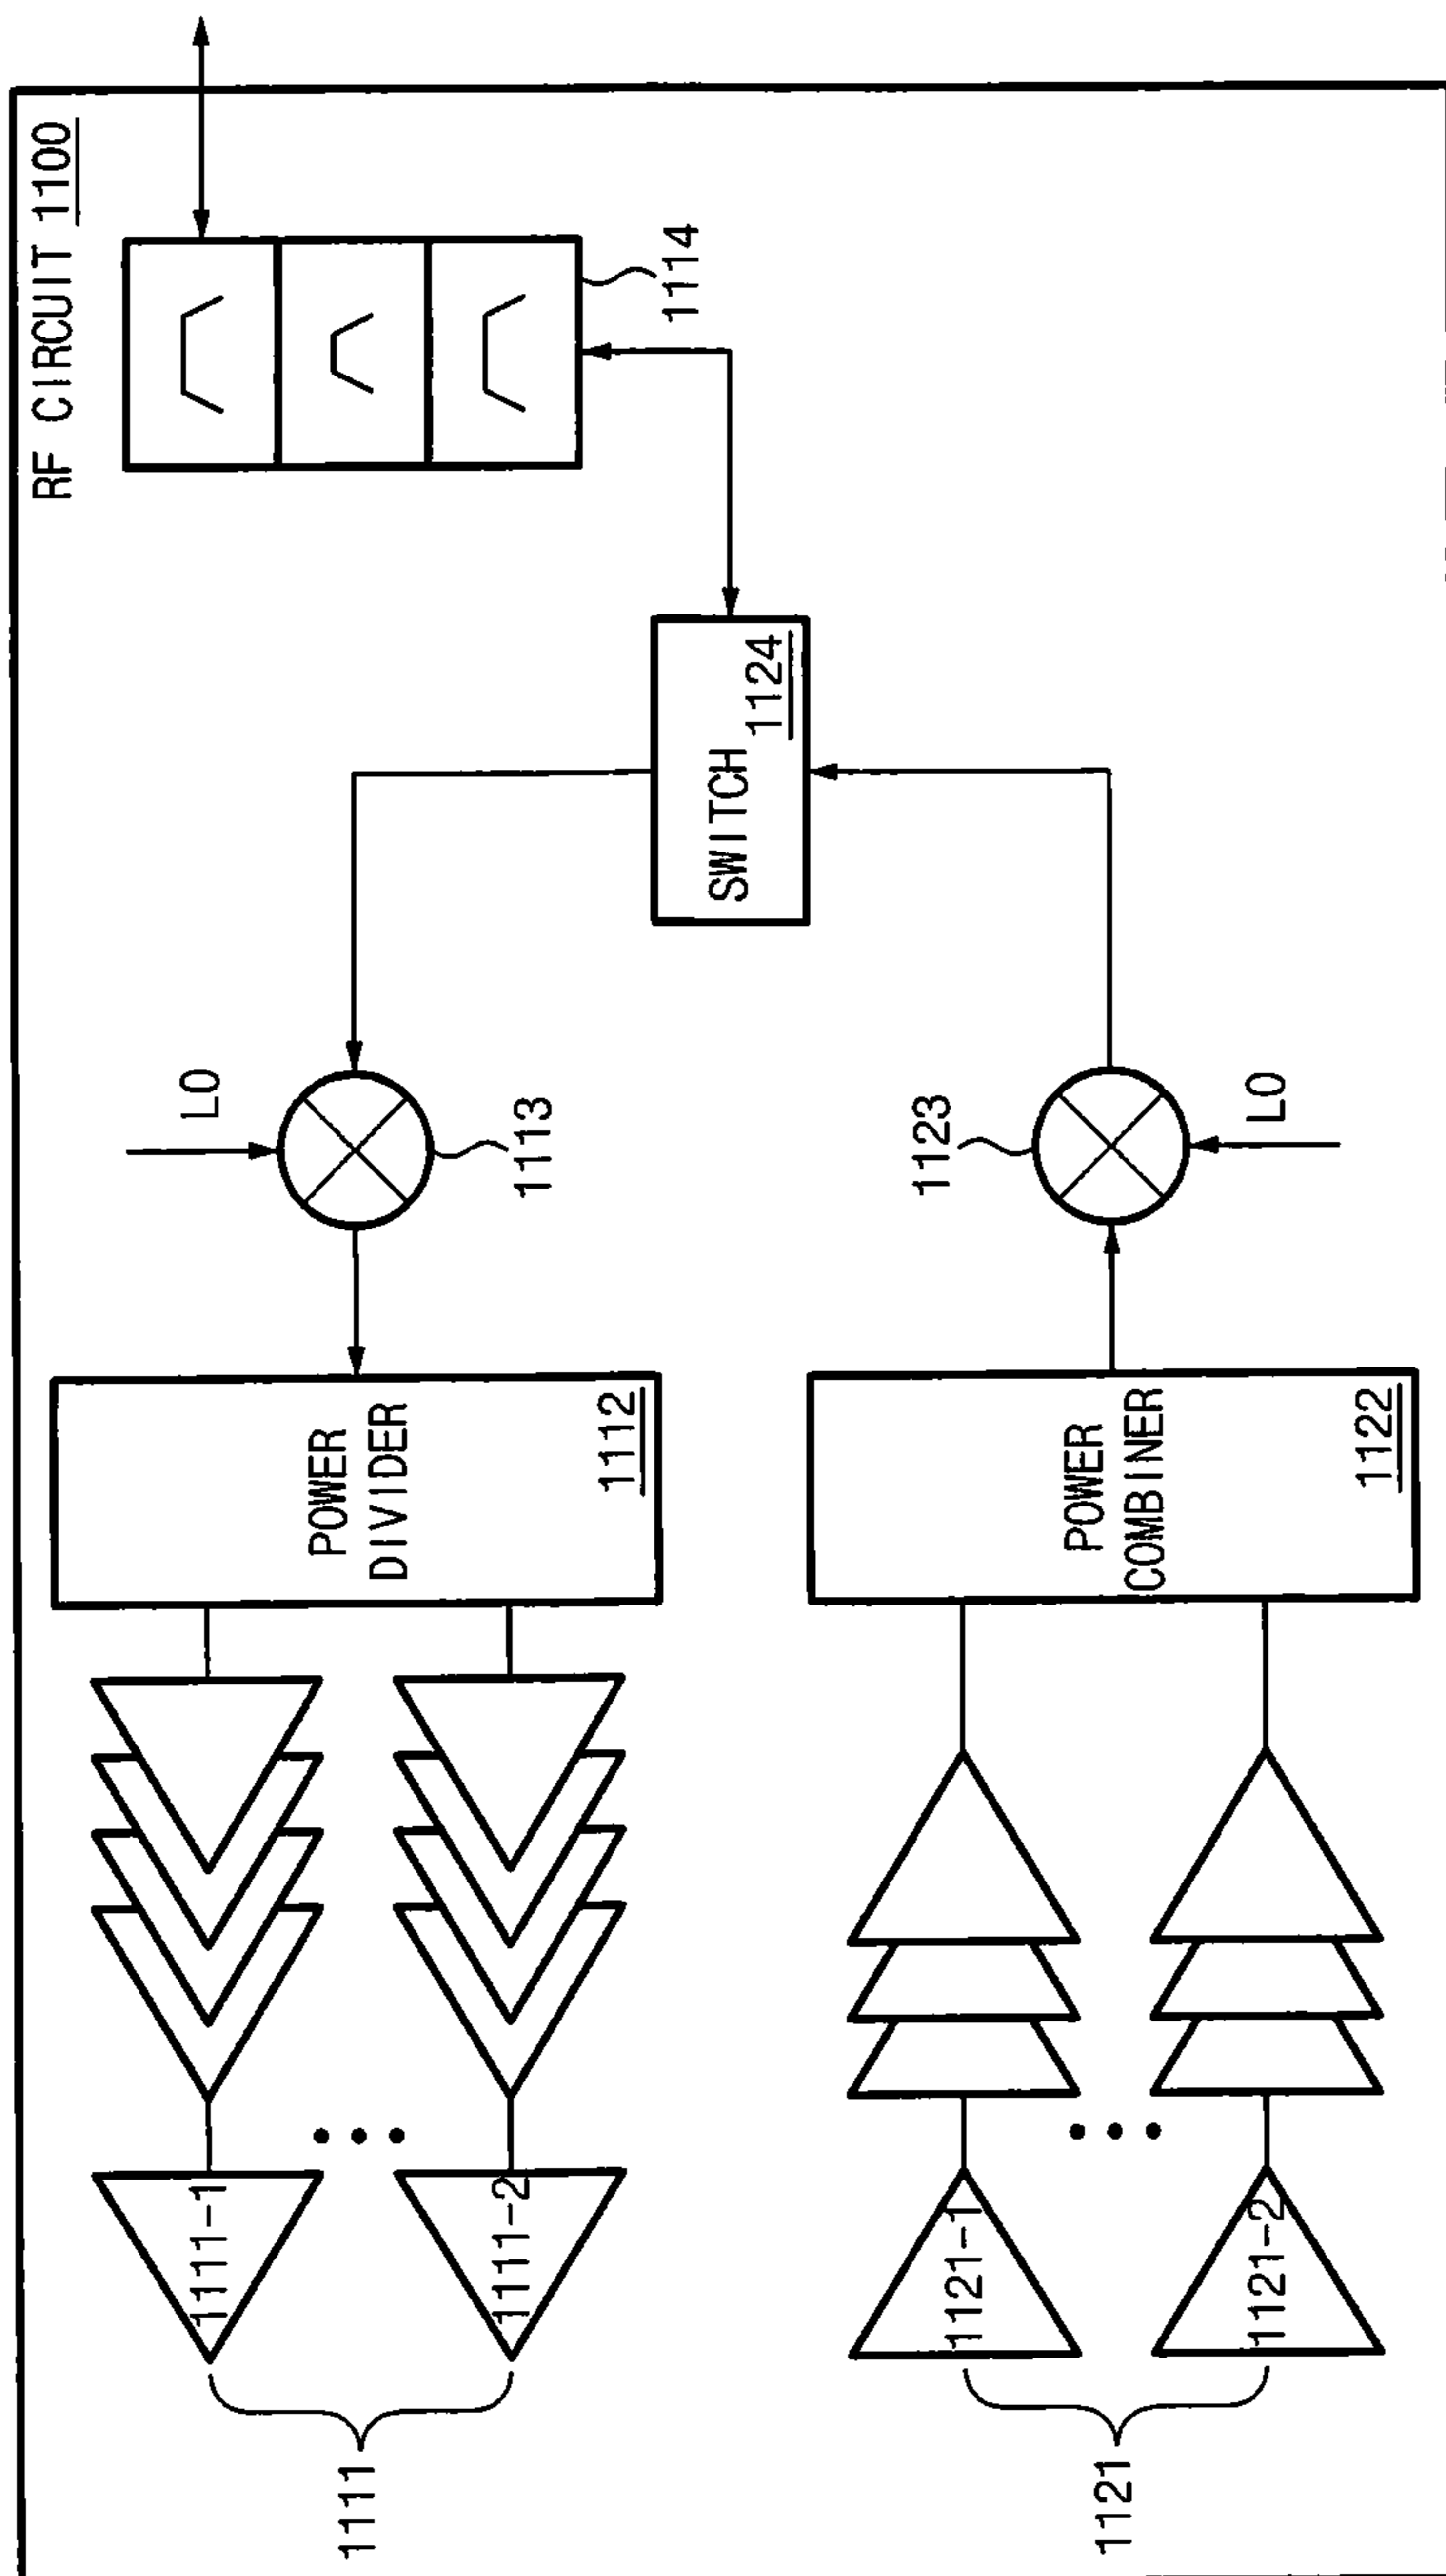 RF CIRCUIT 1100
1111
1111-1
1111-2
POWER
DIVIDER
1112
LO
1113
1114
SWITCH
1124
1121
1121-1
1121-2
POWER
COMBINER
1122
1123
LO